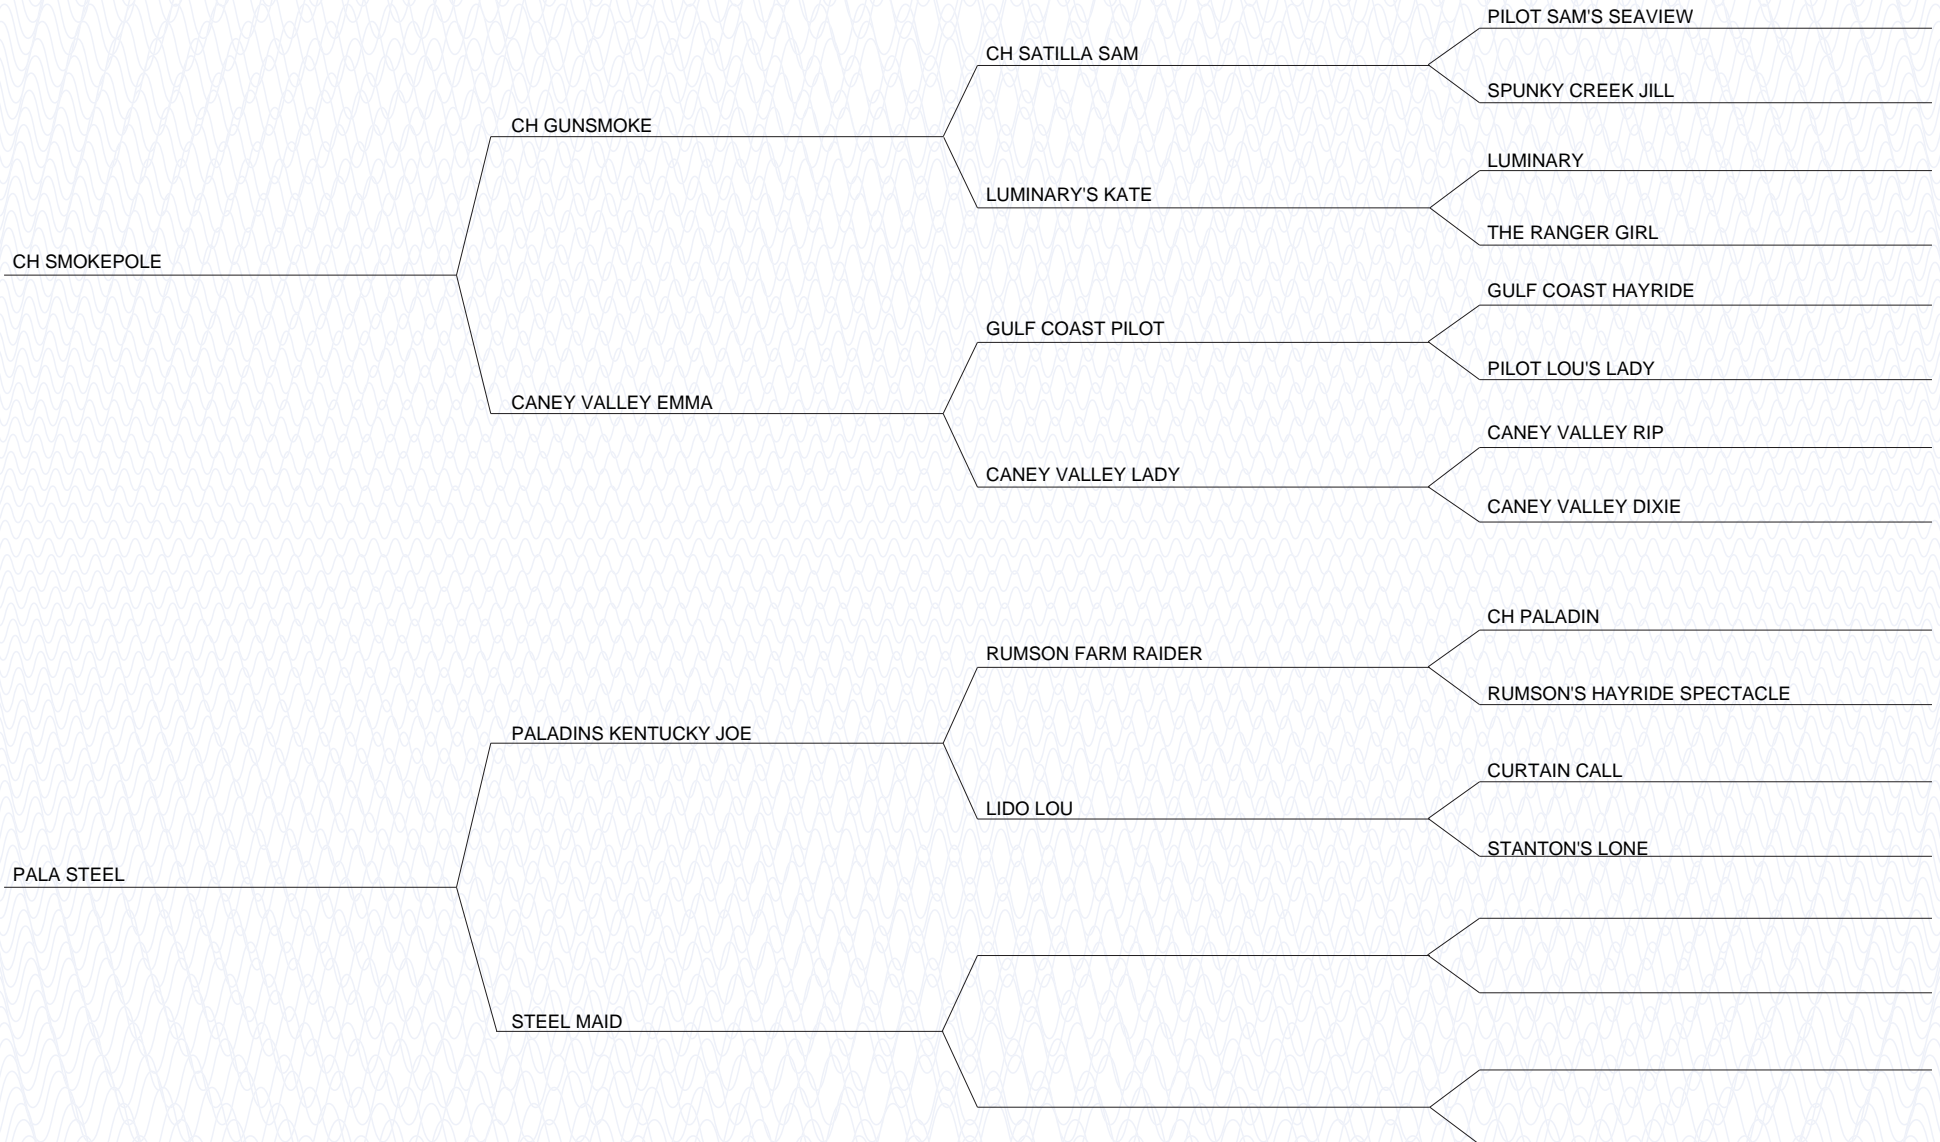 PILOT SAM'S SEAVIEW
CH SATILLA SAM
SPUNKY CREEK JILL
CH GUNSMOKE
LUMINARY
LUMINARY'S KATE
THE RANGER GIRL
CH SMOKEPOLE
GULF COAST HAYRIDE
GULF COAST PILOT
PILOT LOU'S LADY
CANEY VALLEY EMMA
CANEY VALLEY RIP
CANEY VALLEY LADY
CANEY VALLEY DIXIE
CH PALADIN
RUMSON FARM RAIDER
RUMSON'S HAYRIDE SPECTACLE
PALADINS KENTUCKY JOE
CURTAIN CALL
LIDO LOU
STANTON'S LONE
PALA STEEL
STEEL MAID